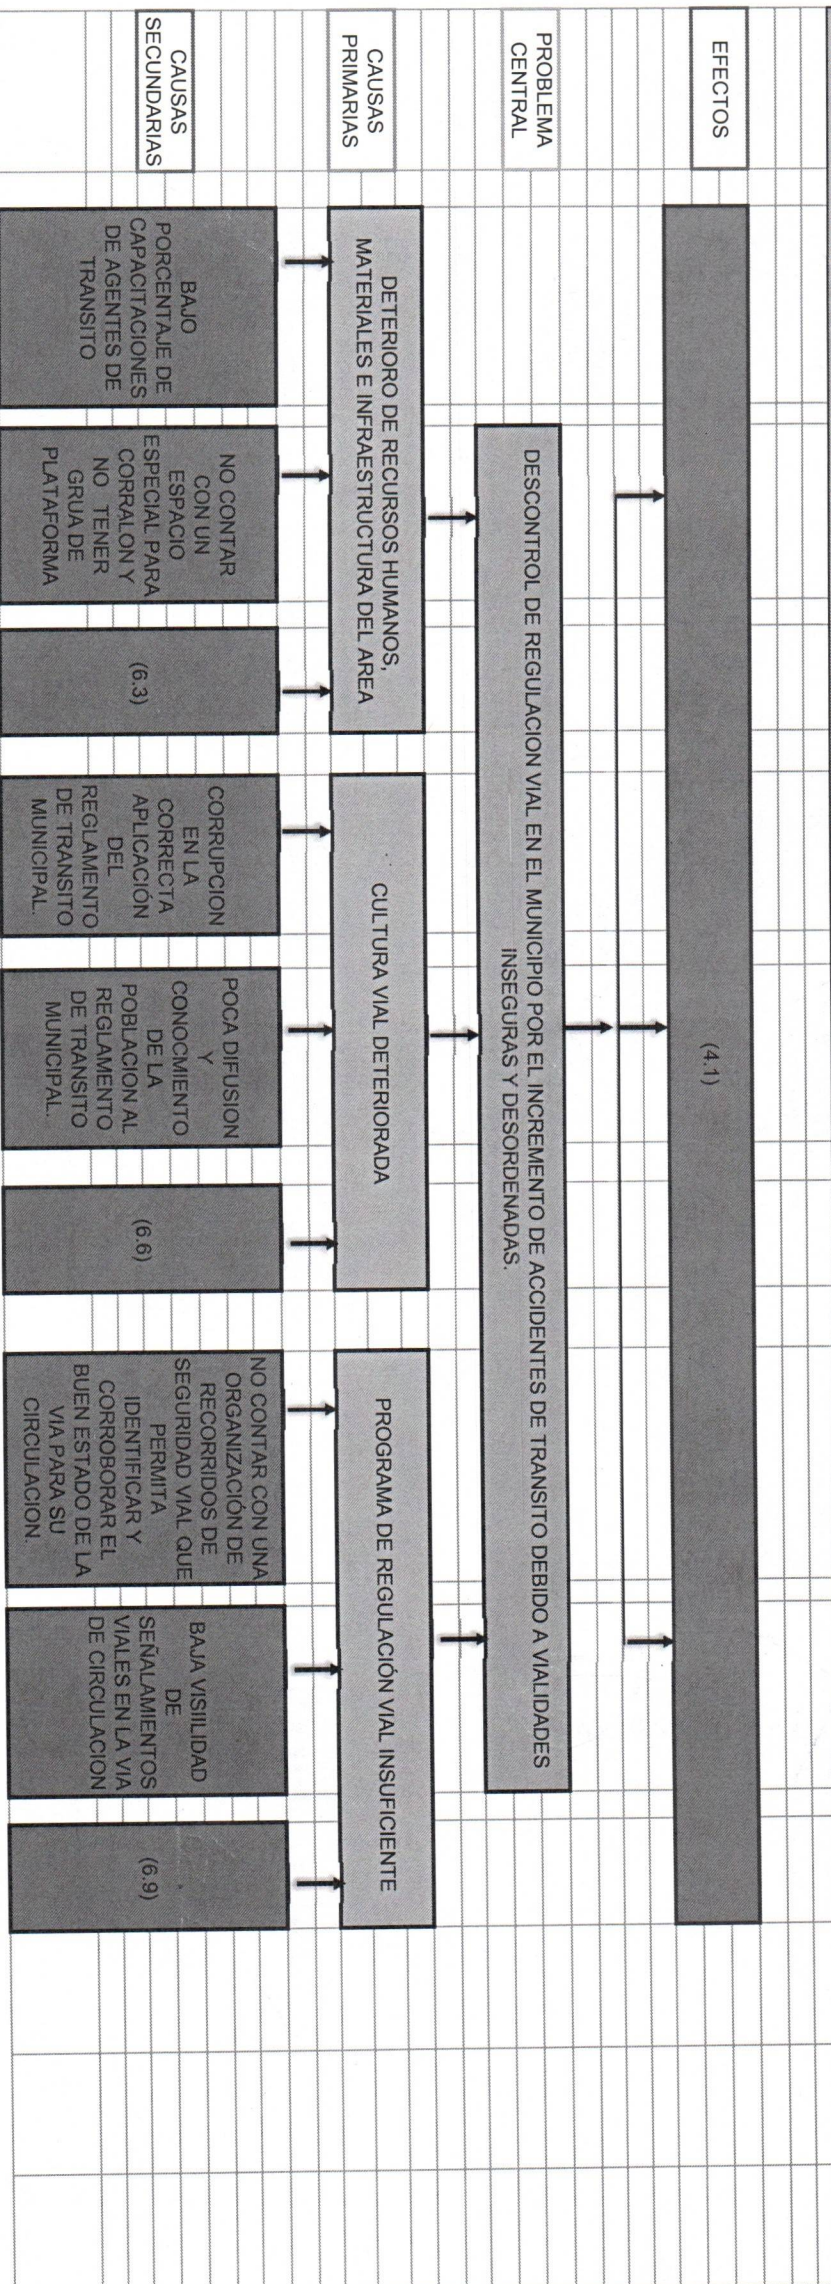 EFECTOS
(4.1)
PROBLEMA
CENTRAL
DESCONTROL DE REGULACION VIAL EN EL MUNICIPIO POR EL INCREMENTO DE ACCIDENTES DE TRANSITO DEBIDO A VIALIDADES
INSEGURAS Y DESORDENADAS.
CAUSAS
PRIMARIAS
DETERIORO DE RECURSOS HUMANOS,
MATERIALES E INFRAESTRUCTURA DEL AREA
CULTURA VIAL DETERIORADA
PROGRAMA DE REGULACIÓN VIAL INSUFICIENTE
CAUSAS
SECUNDARIAS
BAJO
PORCENTAJE DE
CAPACITACIONES
DE AGENTES DE
TRANSITO
NO CONTAR
CON UN
ESPACIO
ESPECIAL PARA
CORRALON Y
NO TENER
GRUA DE
PLATAFORMA
(6.3)
CORRUPCION
EN LA
CORRECTA
APLICACIÓN
DEL
REGLAMENTO
DE TRANSITO
MUNICIPAL.
POCA DIFUSION
Y
CONOCMIENTO
DE LA
POBLACION AL
REGLAMENTO
DE TRANSITO
MUNICIPAL.
(6.6)
NO CONTAR CON UNA
ORGANIZACIÓN DE
RECORRIDOS DE
SEGURIDAD VIAL QUE
PERMITA
IDENTIFICAR Y
CORROBORAR EL
BUEN ESTADO DE LA
VIA PARA SU
CIRCULACION.
BAJA VISIILIDAD
DE
SEÑALAMIENTOS
VIALES EN LA VIA
DE CIRCULACION
(6.9)